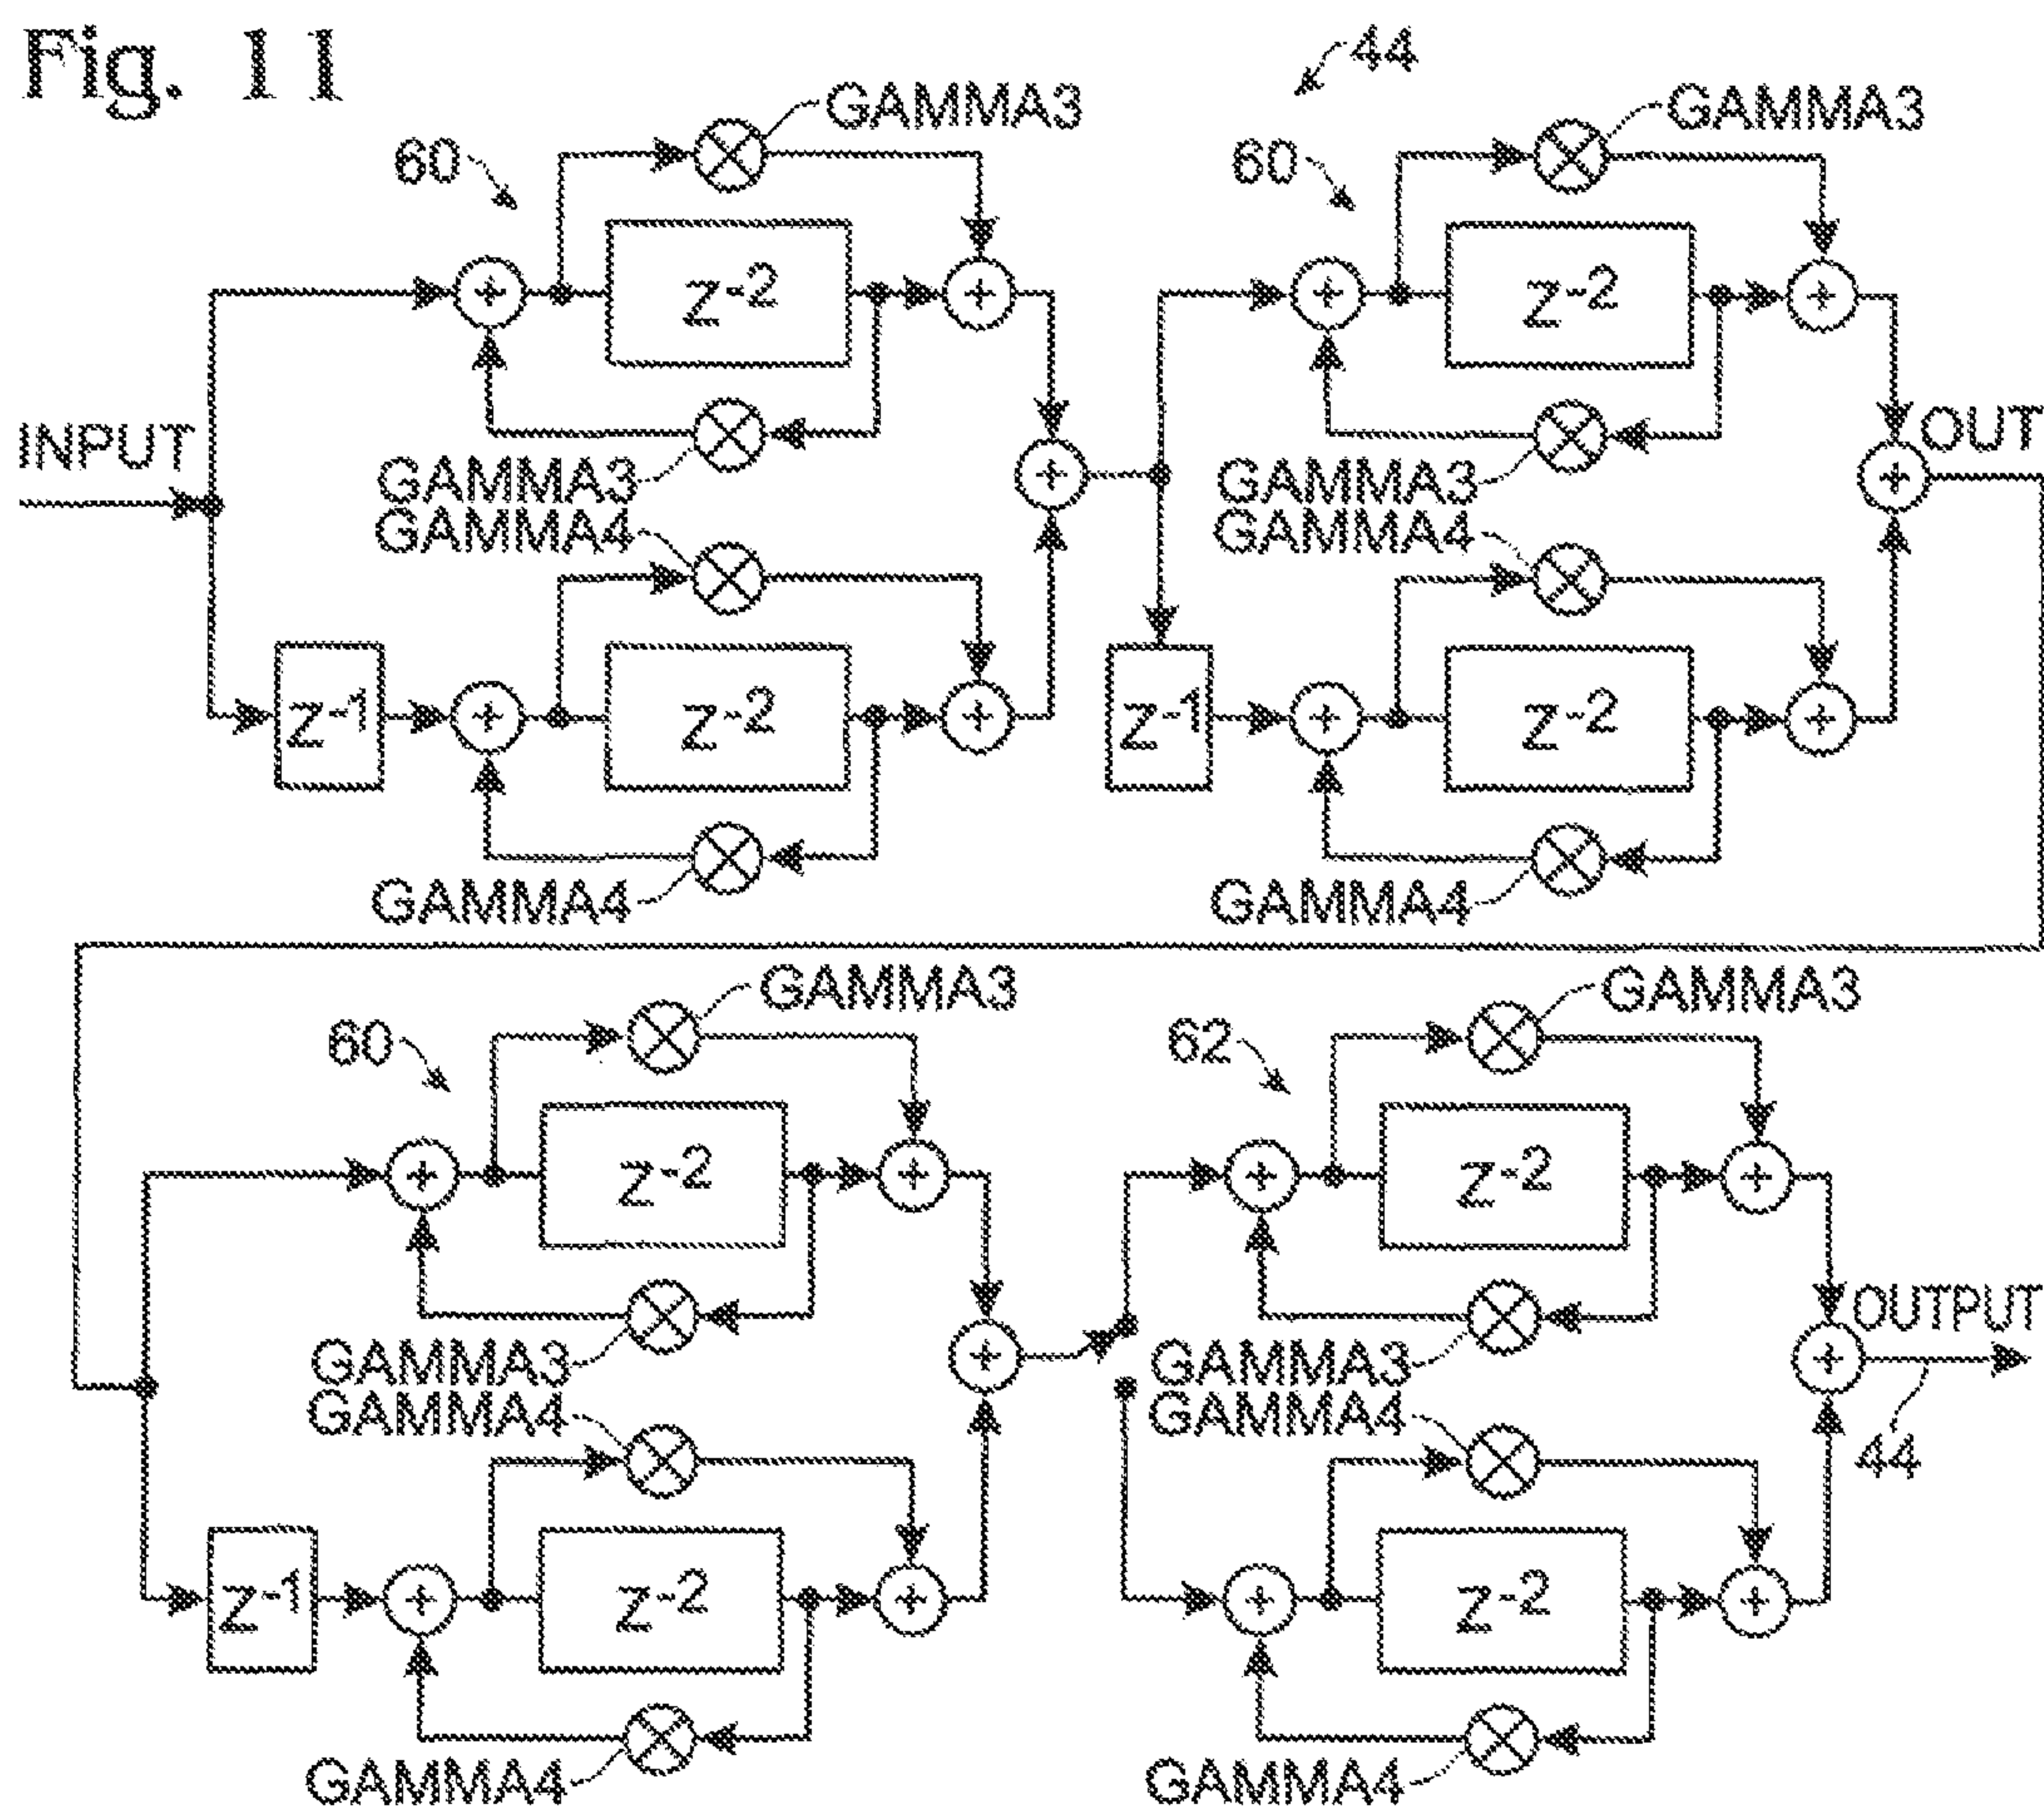 Fig. 11
44
GAMMA3
GAMMA3
60
60
+
z-2
+
+
z-2
+
INPUT
GAMMA3
+
GAMMA3
+
OUT
GAMMA4
GAMMA4
z-1
+
z-2
+
z-1
+
z-2
+
GAMMA4
GAMMA4
GAMMA3
GAMMA3
60
62
+
z-2
+
+
z-2
+
OUTPUT
GAMMA3
+
GAMMA3
+
GAMMA4
GAMMA4
44
z-1
+
z-2
+
+
z-2
+
GAMMA4
GAMMA4